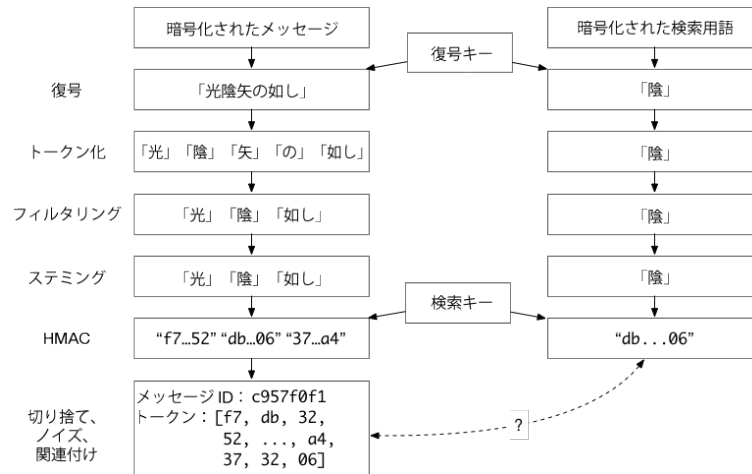 暗号化されたメッセージ
暗号化された検索用語
復号キー
復号
「光陰矢の如し」
「陰」
トークン化
「光」「陰」「矢」「の」「如し」
「陰」
フィルタリング
「光」「陰」「如し」
「陰」
ステミング
「光」「陰」「如し」
「陰」
検索キー
HMAC
“f7…52” “db…06” “37…a4”
“db...06”
切り捨て、
ノイズ、
関連付け
メッセージ ID： c957f0f1
トークン：[f7, db, 32,
52, ..., a4,
37, 32, 06]
?